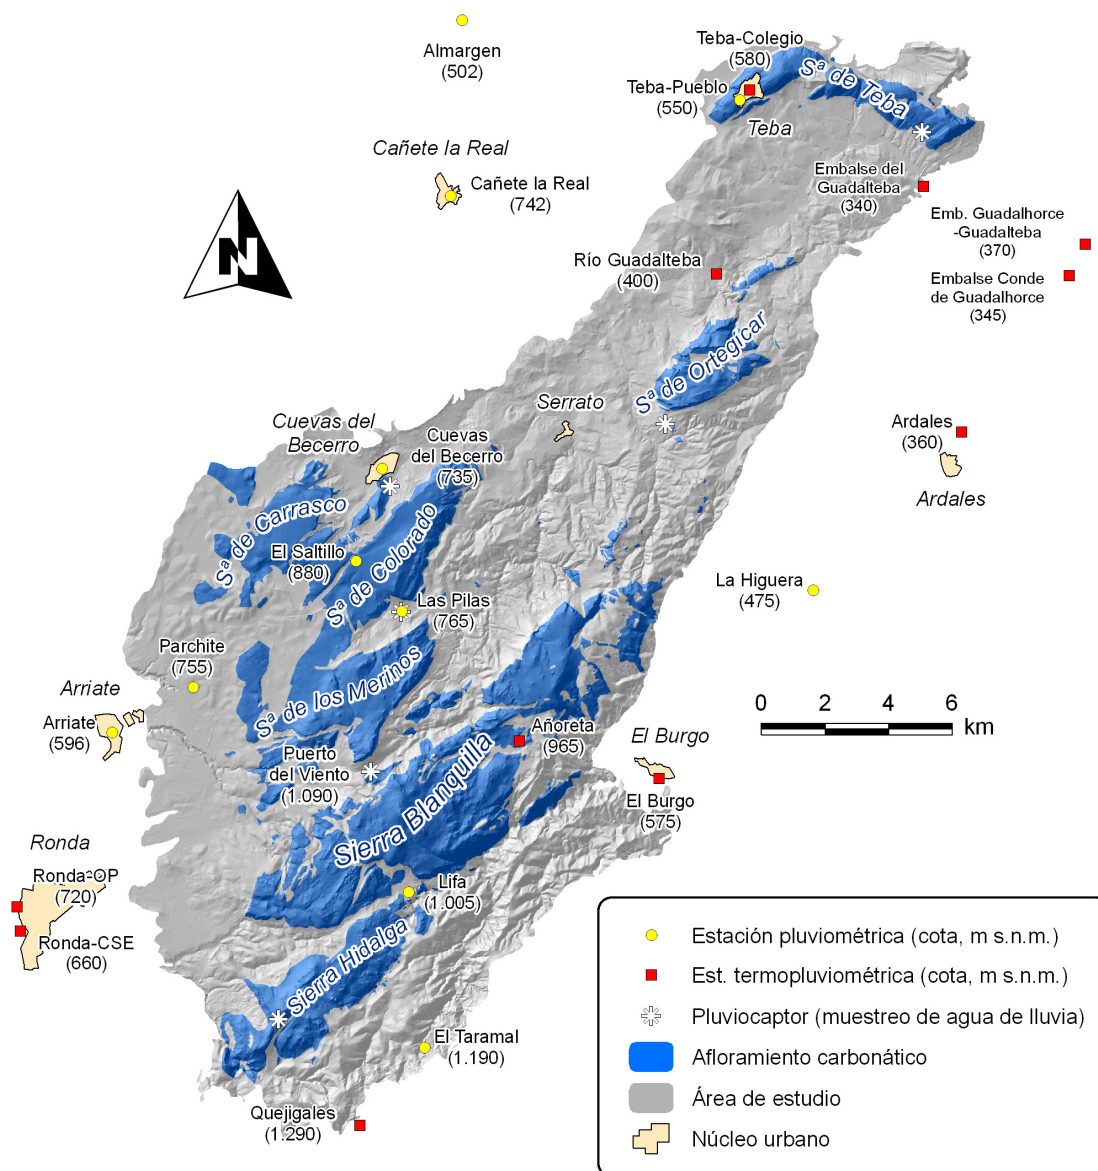 Almargen
(502)
Teba-Colegio
(580)
Teba-Pueblo
(550)
Sª de Teba
Teba
Cañete la Real
Cañete la Real
(742)
Embalse del
Guadalteba
(340)
Emb. Guadalhorce
-Guadalteba
(370)
Embalse Conde
de Guadalhorce
(345)
N
Río Guadalteba
(400)
Sª de Ortegícar
Serrato
Cuevas del
Becerro
Cuevas
del Becerro
(735)
Ardales
(360)
Ardales
Sª de Carrasco
El Saltillo
(880)
Sª de Colorado
Las Pilas
(765)
La Higuera
(475)
Parchite
(755)
Arriate
Arriate
(596)
Sª de los Merinos
Puerto
del Viento
(1.090)
Añoreta
(965)
El Burgo
El Burgo
(575)
0 2 4 6
km
Sierra Blanquilla
Ronda
Ronda-OP
(720)
Ronda-CSE
(660)
Lifa
(1.005)
Sierra Hidalga
El Taramal
(1.190)
Quejigales
(1.290)
Estación pluviométrica (cota, m s.n.m.)
Est. termopluviométrica (cota, m s.n.m.)
Pluviocaptor (muestreo de agua de lluvia)
Afloramiento carbonático
Área de estudio
Núcleo urbano